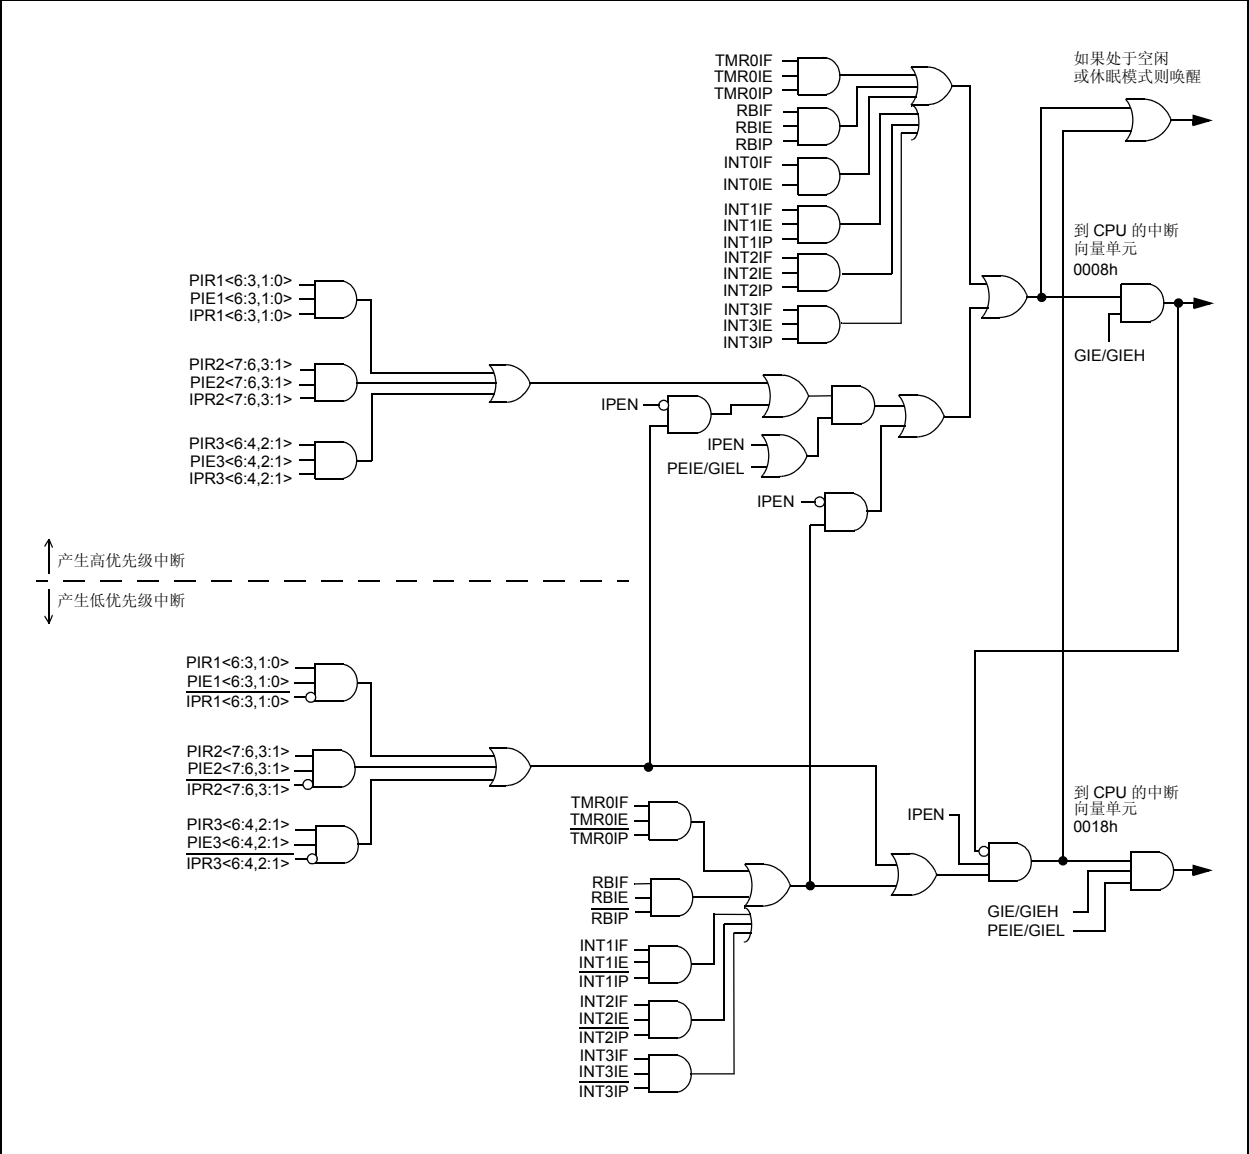 TMR0IF
TMR0IE
TMR0IP
RBIF
RBIE
RBIP
INT0IF
INT0IE
INT1IF
INT1IE
INT1IP
INT2IF
INT2IE
INT2IP
INT3IF
INT3IE
INT3IP
如果处于空闲
或休眠模式则唤醒
到 CPU 的中断
向量单元
0008h
GIE/GIEH
PIR1<6:3,1:0>
PIE1<6:3,1:0>
IPR1<6:3,1:0>
PIR2<7:6,3:1>
PIE2<7:6,3:1>
IPR2<7:6,3:1>
PIR3<6:4,2:1>
PIE3<6:4,2:1>
IPR3<6:4,2:1>
IPEN
IPEN
PEIE/GIEL
IPEN
产生高优先级中断
产生低优先级中断
PIR1<6:3,1:0>
PIE1<6:3,1:0>
IPR1<6:3,1:0>
PIR2<7:6,3:1>
PIE2<7:6,3:1>
IPR2<7:6,3:1>
PIR3<6:4,2:1>
PIE3<6:4,2:1>
IPR3<6:4,2:1>
TMR0IF
TMR0IE
TMR0IP
RBIF
RBIE
RBIP
INT1IF
INT1IE
INT1IP
INT2IF
INT2IE
INT2IP
INT3IF
INT3IE
INT3IP
IPEN
到 CPU 的中断
向量单元
0018h
GIE/GIEH
PEIE/GIEL